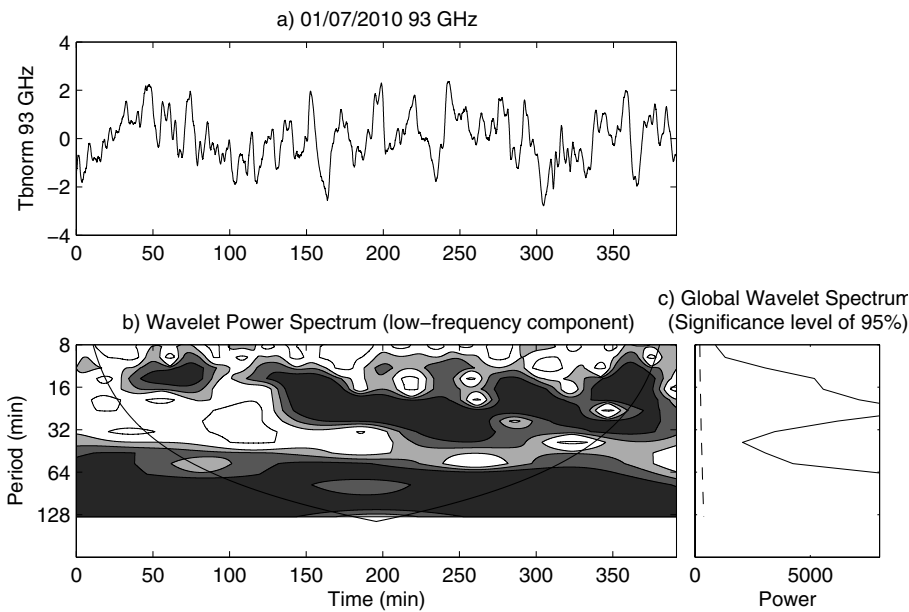 a) 01/07/2010 93 GHz
Tbnorm 93 GHz
4
2
0
−2
−4
0 50 100 150 200 250 300 350
b) Wavelet Power Spectrum (low−frequency component)
Period (min)
8
16
32
64
128
0 50 100 150 200 250 300 350
Time (min)
c) Global Wavelet Spectrum
(Significance level of 95%)
0 5000
Power